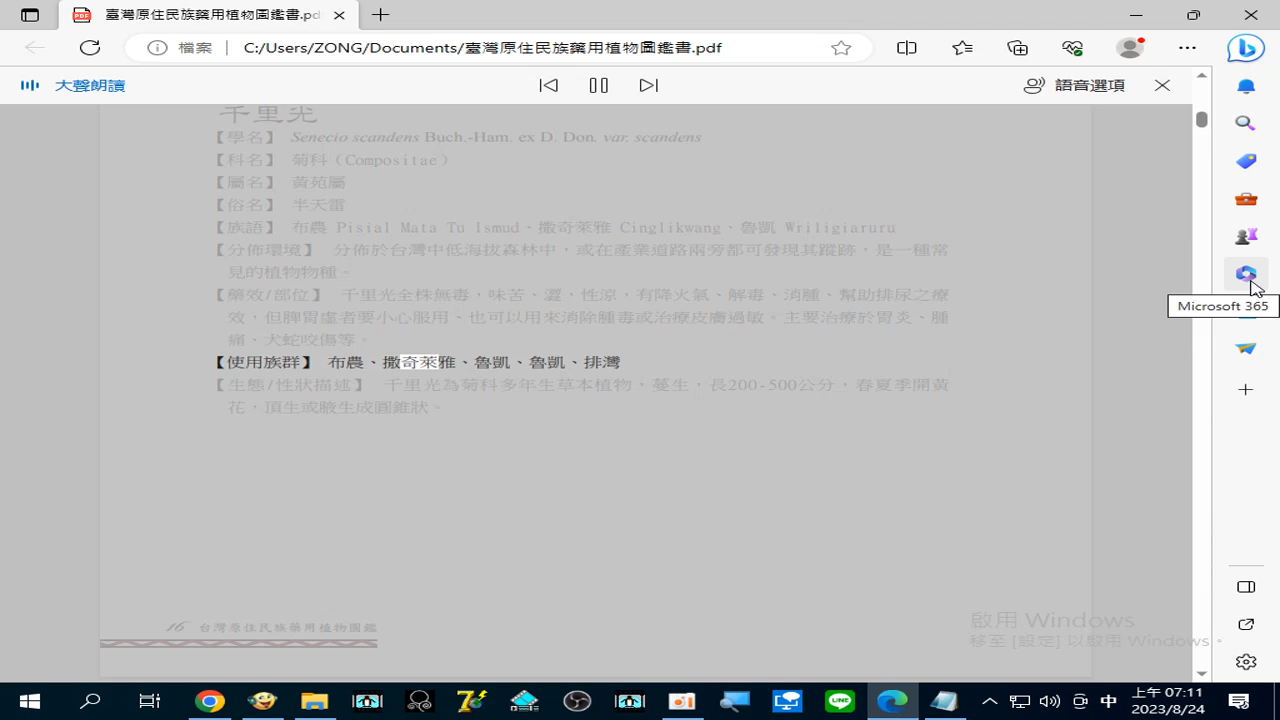 臺灣原住民族藥用植物圖鑑書.pdf
檔案 C:/Users/ZONG/Documents/臺灣原住民族藥用植物圖鑑書.pdf
大聲朗讀
語音選項
千里光
【學名】 Senecio scandens Buch.-Ham. ex D. Don. var. scandens
【科名】 菊科（Compositae）
【屬名】 黃苑屬
【俗名】 半天雷
【族語】 布農 Pisial Mata Tu Ismud、撒奇萊雅 Cinglikwang、魯凱 Wriligiaruru
【分佈環境】 分佈於台灣中低海拔森林中，或在產業道路兩旁都可發現其蹤跡，是一種常
見的植物物種。
【藥效/部位】 千里光全株無毒，味苦、澀，性涼，有降火氣、解毒、消腫、幫助排尿之療
效，但脾胃虛者要小心服用、也可以用來消除腫毒或治療皮膚過敏。主要治療於胃炎、腫
痛、犬蛇咬傷等。
【使用族群】 布農、撒奇萊雅、魯凱、魯凱、排灣
【生態/性狀描述】 千里光為菊科多年生草本植物、蔓生，長200-500公分，春夏季開黃
花，頂生或腋生成圓錐狀。
16 台灣原住民族藥用植物圖鑑
Microsoft 365
啟用 Windows
移至 [設定] 以啟用 Windows。
中
上午 07:11
2023/8/24